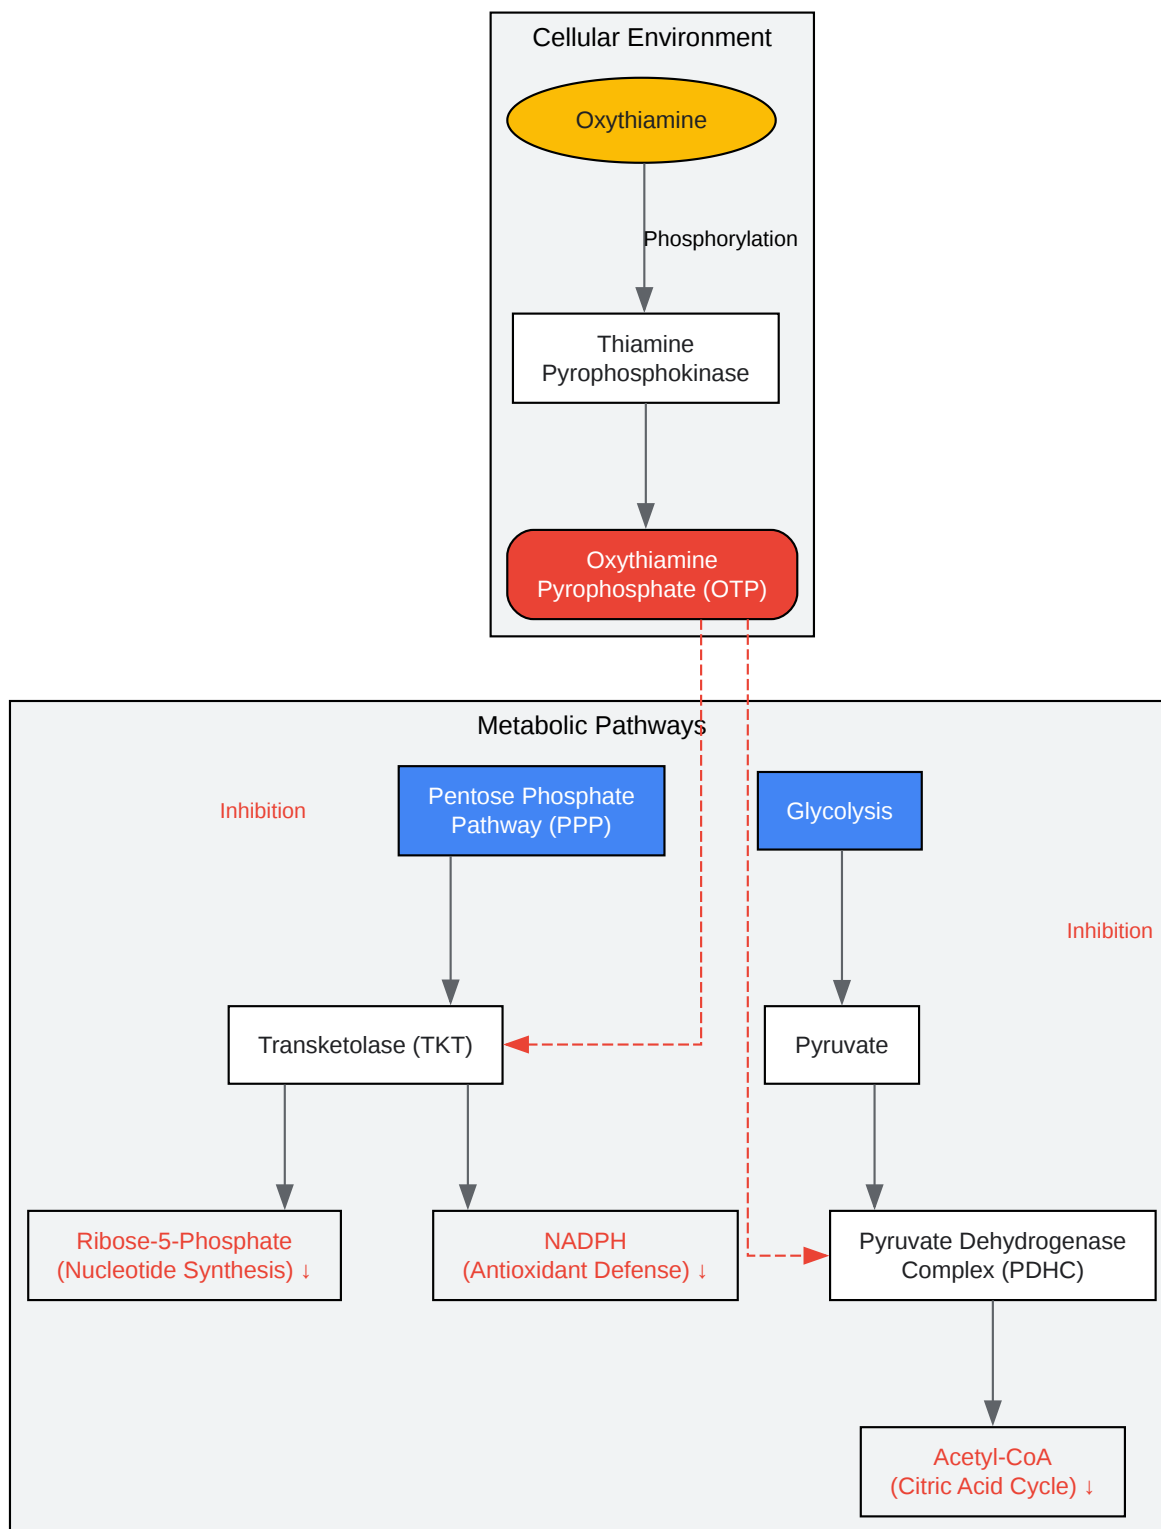 Cellular Environment
Oxythiamine
Phosphorylation
Thiamine
Pyrophosphokinase
Oxythiamine
Pyrophosphate (OTP)
Metabolic Pathways
Inhibition
Pentose Phosphate
Pathway (PPP)
Glycolysis
Inhibition
Transketolase (TKT)
Pyruvate
Ribose-5-Phosphate
(Nucleotide Synthesis) ↓
NADPH
(Antioxidant Defense) ↓
Pyruvate Dehydrogenase
Complex (PDHC)
Acetyl-CoA
(Citric Acid Cycle) ↓